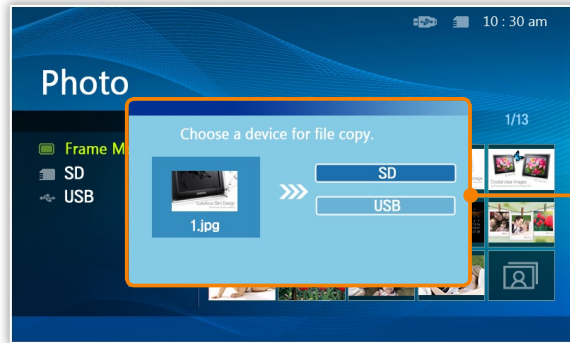 10 : 30 am
Photo
1/13
Frame M
SD
USB
Choose a device for file copy.
1.jpg
SD
USB